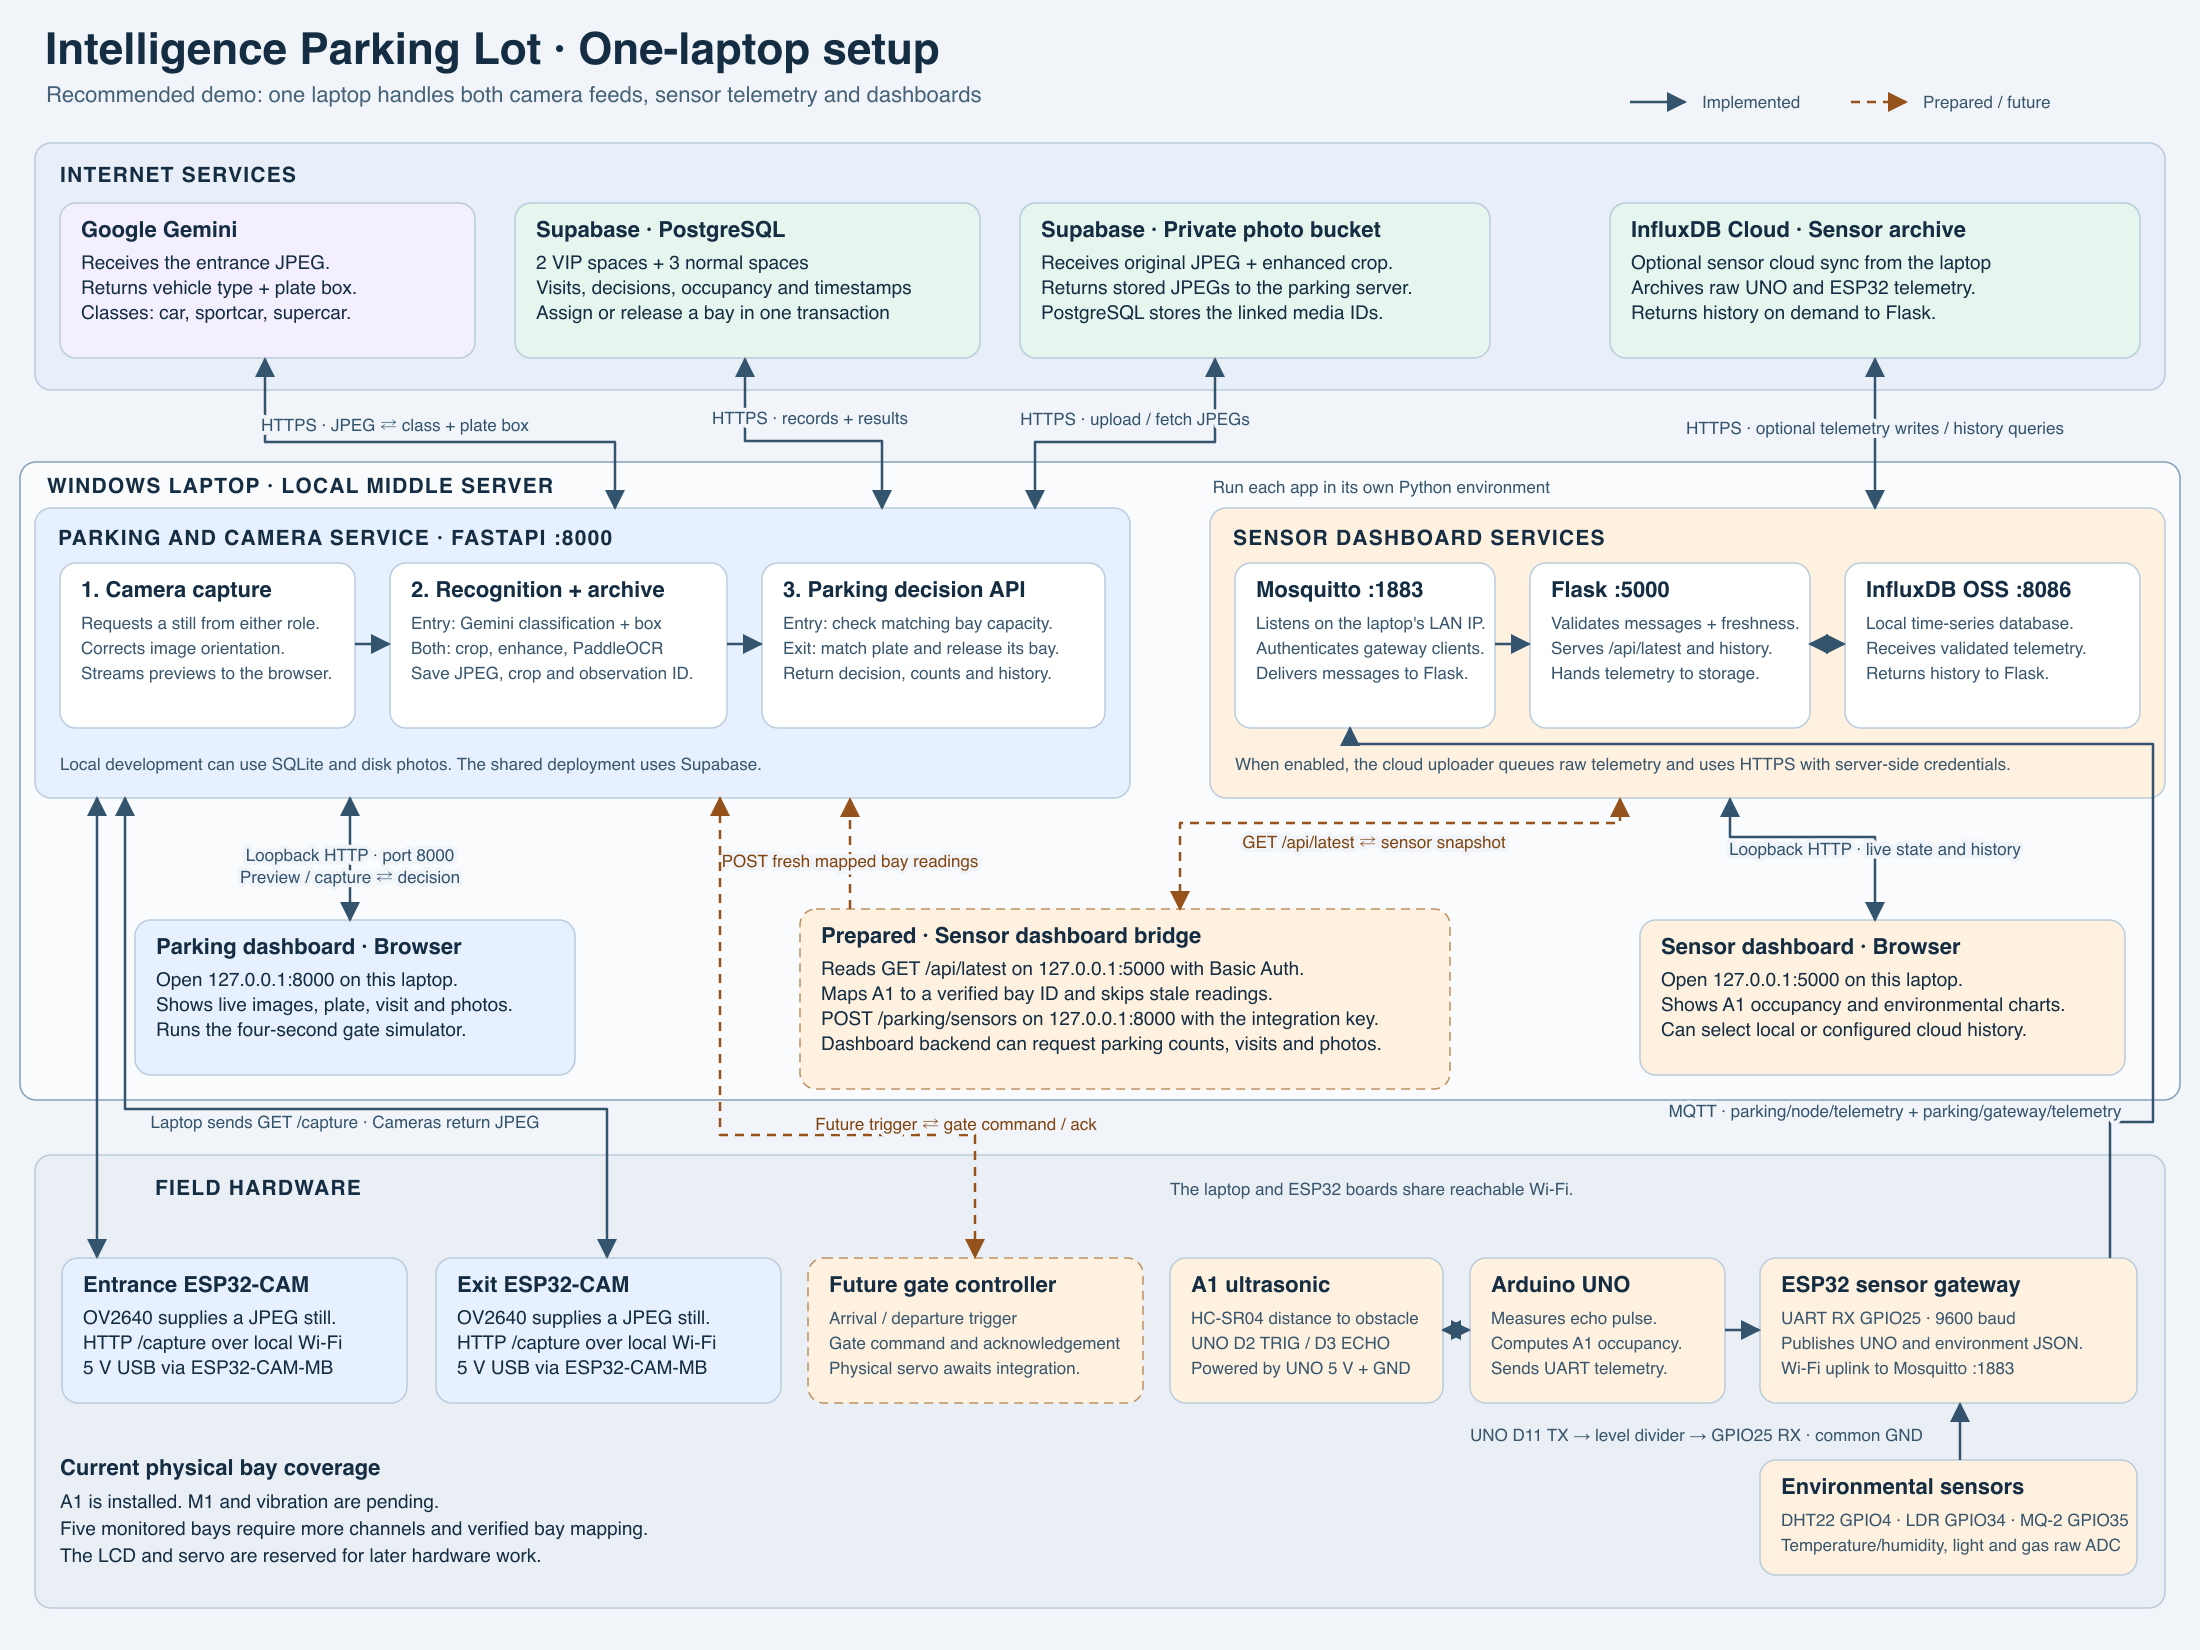 Intelligence Parking Lot · One-laptop setup
Recommended demo: one laptop handles both camera feeds, sensor telemetry and dashboards
Implemented
Prepared / future
INTERNET SERVICES
Google Gemini
Receives the entrance JPEG.
Returns vehicle type + plate box.
Classes: car, sportcar, supercar.
Supabase · PostgreSQL
2 VIP spaces + 3 normal spaces
Visits, decisions, occupancy and timestamps
Assign or release a bay in one transaction
Supabase · Private photo bucket
Receives original JPEG + enhanced crop.
Returns stored JPEGs to the parking server.
PostgreSQL stores the linked media IDs.
InfluxDB Cloud · Sensor archive
Optional sensor cloud sync from the laptop
Archives raw UNO and ESP32 telemetry.
Returns history on demand to Flask.
HTTPS · JPEG ⇄ class + plate box
HTTPS · records + results
HTTPS · upload / fetch JPEGs
HTTPS · optional telemetry writes / history queries
WINDOWS LAPTOP · LOCAL MIDDLE SERVER
Run each app in its own Python environment
PARKING AND CAMERA SERVICE · FASTAPI :8000
1. Camera capture
Requests a still from either role.
Corrects image orientation.
Streams previews to the browser.
2. Recognition + archive
Entry: Gemini classification + box
Both: crop, enhance, PaddleOCR
Save JPEG, crop and observation ID.
3. Parking decision API
Entry: check matching bay capacity.
Exit: match plate and release its bay.
Return decision, counts and history.
Local development can use SQLite and disk photos. The shared deployment uses Supabase.
SENSOR DASHBOARD SERVICES
Mosquitto :1883
Listens on the laptop's LAN IP.
Authenticates gateway clients.
Delivers messages to Flask.
Flask :5000
Validates messages + freshness.
Serves /api/latest and history.
Hands telemetry to storage.
InfluxDB OSS :8086
Local time-series database.
Receives validated telemetry.
Returns history to Flask.
When enabled, the cloud uploader queues raw telemetry and uses HTTPS with server-side credentials.
Loopback HTTP · port 8000
Preview / capture ⇄ decision
POST fresh mapped bay readings
GET /api/latest ⇄ sensor snapshot
Loopback HTTP · live state and history
Parking dashboard · Browser
Open 127.0.0.1:8000 on this laptop.
Shows live images, plate, visit and photos.
Runs the four-second gate simulator.
Prepared · Sensor dashboard bridge
Reads GET /api/latest on 127.0.0.1:5000 with Basic Auth.
Maps A1 to a verified bay ID and skips stale readings.
POST /parking/sensors on 127.0.0.1:8000 with the integration key.
Dashboard backend can request parking counts, visits and photos.
Sensor dashboard · Browser
Open 127.0.0.1:5000 on this laptop.
Shows A1 occupancy and environmental charts.
Can select local or configured cloud history.
Laptop sends GET /capture · Cameras return JPEG
Future trigger ⇄ gate command / ack
MQTT · parking/node/telemetry + parking/gateway/telemetry
FIELD HARDWARE
The laptop and ESP32 boards share reachable Wi-Fi.
Entrance ESP32-CAM
OV2640 supplies a JPEG still.
HTTP /capture over local Wi-Fi
5 V USB via ESP32-CAM-MB
Exit ESP32-CAM
OV2640 supplies a JPEG still.
HTTP /capture over local Wi-Fi
5 V USB via ESP32-CAM-MB
Future gate controller
Arrival / departure trigger
Gate command and acknowledgement
Physical servo awaits integration.
A1 ultrasonic
HC-SR04 distance to obstacle
UNO D2 TRIG / D3 ECHO
Powered by UNO 5 V + GND
Arduino UNO
Measures echo pulse.
Computes A1 occupancy.
Sends UART telemetry.
ESP32 sensor gateway
UART RX GPIO25 · 9600 baud
Publishes UNO and environment JSON.
Wi-Fi uplink to Mosquitto :1883
UNO D11 TX → level divider → GPIO25 RX · common GND
Current physical bay coverage
A1 is installed. M1 and vibration are pending.
Five monitored bays require more channels and verified bay mapping.
The LCD and servo are reserved for later hardware work.
Environmental sensors
DHT22 GPIO4 · LDR GPIO34 · MQ-2 GPIO35
Temperature/humidity, light and gas raw ADC